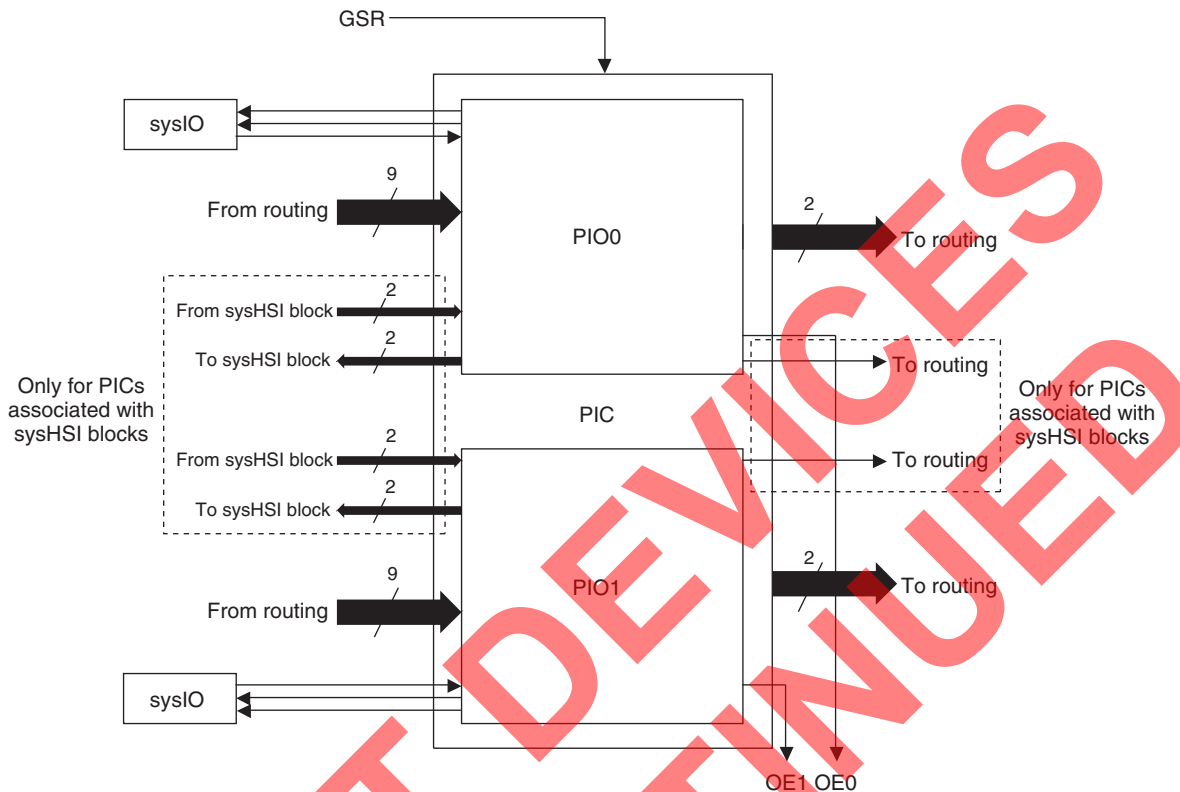 GSR
sysIO
9
From routing
PIO0
2
To routing
From sysHSI block
2
To sysHSI block
2
To routing
Only for PICs
associated with
sysHSI blocks
PIC
Only for PICs
associated with
sysHSI blocks
From sysHSI block
2
To routing
To sysHSI block
2
9
From routing
PIO1
2
To routing
sysIO
OE1 OE0
DEVICES